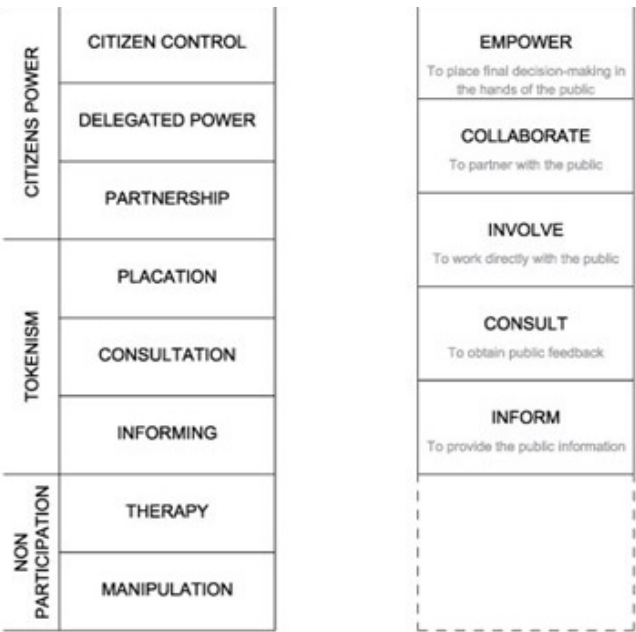 CITIZENS POWER
CITIZEN CONTROL
DELEGATED POWER
PARTNERSHIP
TOKENISM
PLACATION
CONSULTATION
INFORMING
NON
PARTICIPATION
THERAPY
MANIPULATION
EMPOWER
To place final decision-making in
the hands of the public
COLLABORATE
To partner with the public
INVOLVE
To work directly with the public
CONSULT
To obtain public feedback
INFORM
To provide the public information